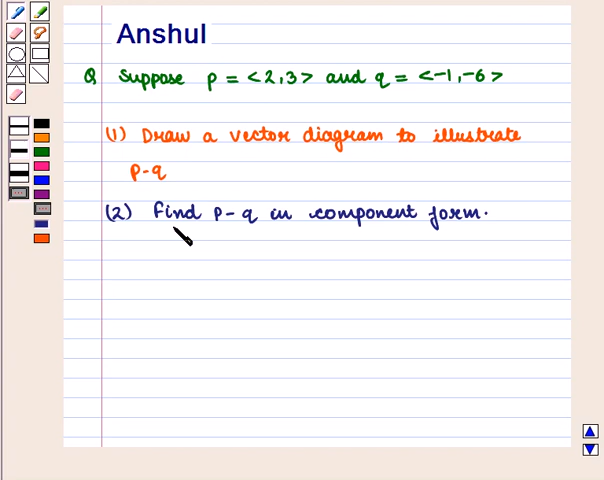 Anshul
Q Suppose p = <2,3> and q = <-1,-6>
(1) Draw a vector diagram to illustrate
p-q
(2) Find p-q in component form.